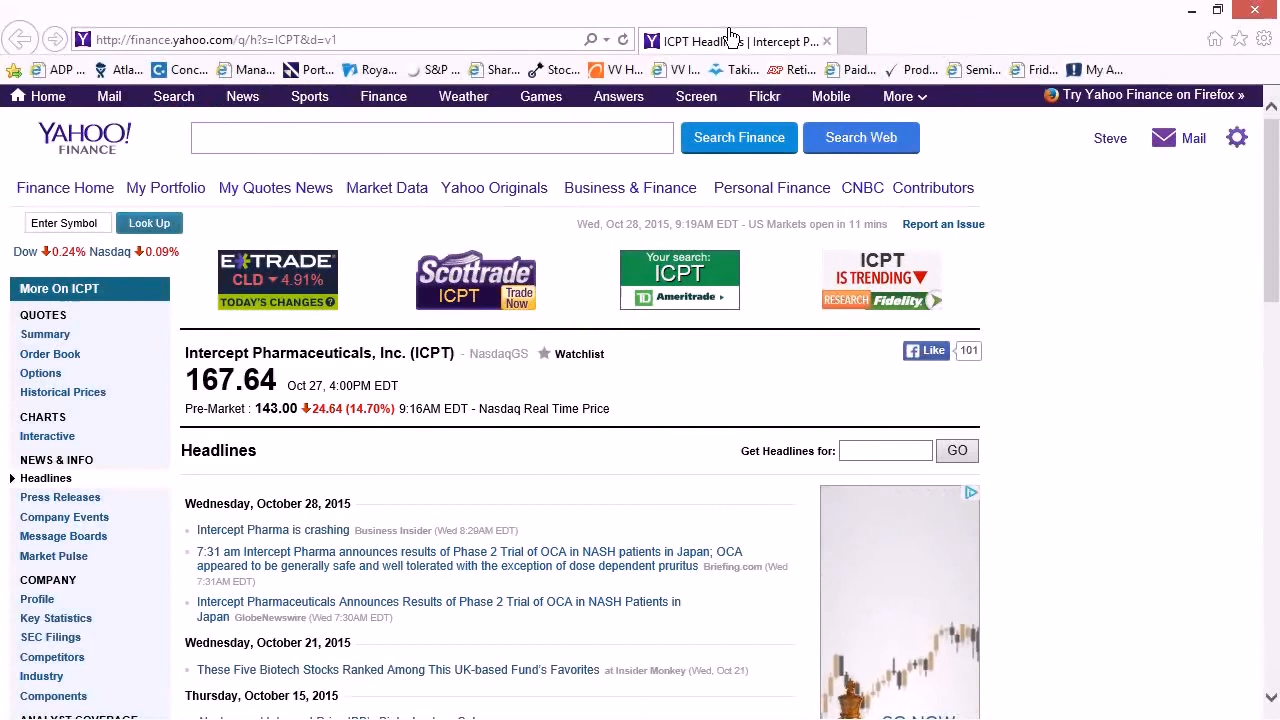 http://finance.yahoo.com/q/h?s=ICPT&d=v1
ICPT Headlines | Intercept P...
ADP ... Atla... Conc... Mana... Port... Roya... S&P ... Shar... Stoc... VV H... VV I... Taki... Reti... Paid... Prod... Semi... Frid... My A...
Home Mail Search News Sports Finance Weather Games Answers Screen Flickr Mobile More Try Yahoo Finance on Firefox »
YAHOO!
FINANCE
Search Finance Search Web Steve Mail
Finance Home My Portfolio My Quotes News Market Data Yahoo Originals Business & Finance Personal Finance CNBC Contributors
Enter Symbol Look Up Wed, Oct 28, 2015, 9:19AM EDT - US Markets open in 11 mins Report an Issue
Dow 0.24% Nasdaq 0.09%
E*TRADE
CLD 4.91%
TODAY'S CHANGES ?
Scottrade
ICPT Trade Now
Your search:
ICPT
TD Ameritrade
ICPT
IS TRENDING
RESEARCH Fidelity
More On ICPT
QUOTES
Summary
Order Book
Options
Historical Prices
CHARTS
Interactive
NEWS & INFO
Headlines
Press Releases
Company Events
Message Boards
Market Pulse
COMPANY
Profile
Key Statistics
SEC Filings
Competitors
Industry
Components
ANALYST COVERAGE
Intercept Pharmaceuticals, Inc. (ICPT) - NasdaqGS Watchlist Like 101
167.64 Oct 27, 4:00PM EDT
Pre-Market : 143.00 24.64 (14.70%) 9:16AM EDT - Nasdaq Real Time Price
Headlines Get Headlines for: GO
Wednesday, October 28, 2015
Intercept Pharma is crashing Business Insider (Wed 8:29AM EDT)
7:31 am Intercept Pharma announces results of Phase 2 Trial of OCA in NASH patients in Japan; OCA
appeared to be generally safe and well tolerated with the exception of dose dependent pruritus Briefing.com (Wed
7:31AM EDT)
Intercept Pharmaceuticals Announces Results of Phase 2 Trial of OCA in NASH Patients in
Japan GlobeNewswire (Wed 7:30AM EDT)
Wednesday, October 21, 2015
These Five Biotech Stocks Ranked Among This UK-based Fund's Favorites at Insider Monkey (Wed, Oct 21)
Thursday, October 15, 2015